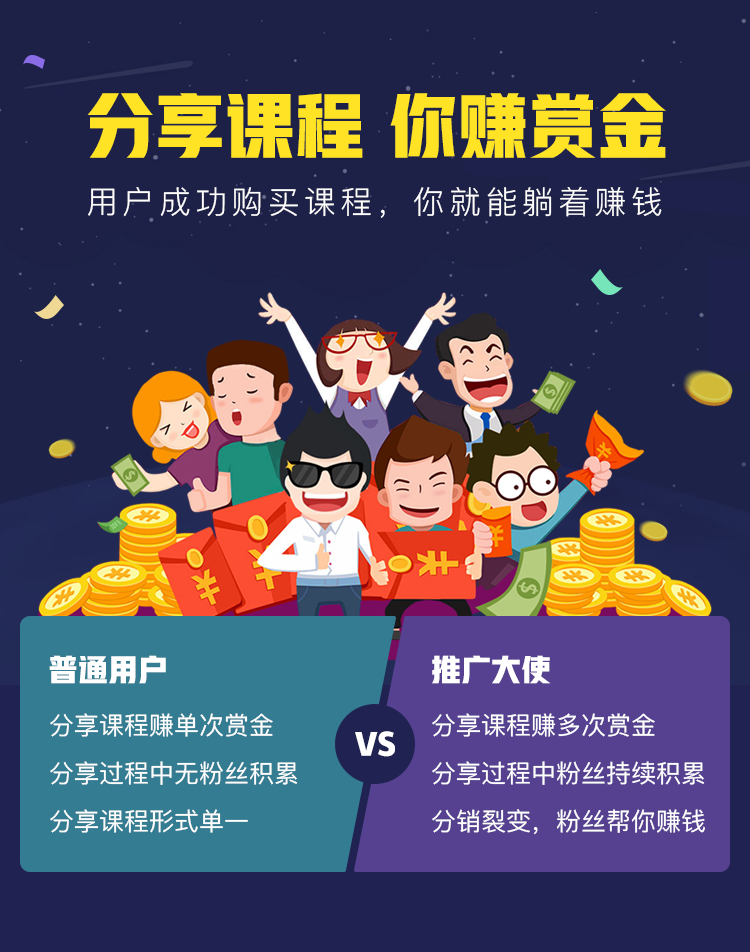 分享课程 你赚赏金
用户成功购买课程，你就能躺着赚钱
普通用户
分享课程赚单次赏金
分享过程中无粉丝积累
分享课程形式单一
VS
推广大使
分享课程赚多次赏金
分享过程中粉丝持续积累
分销裂变，粉丝帮你赚钱